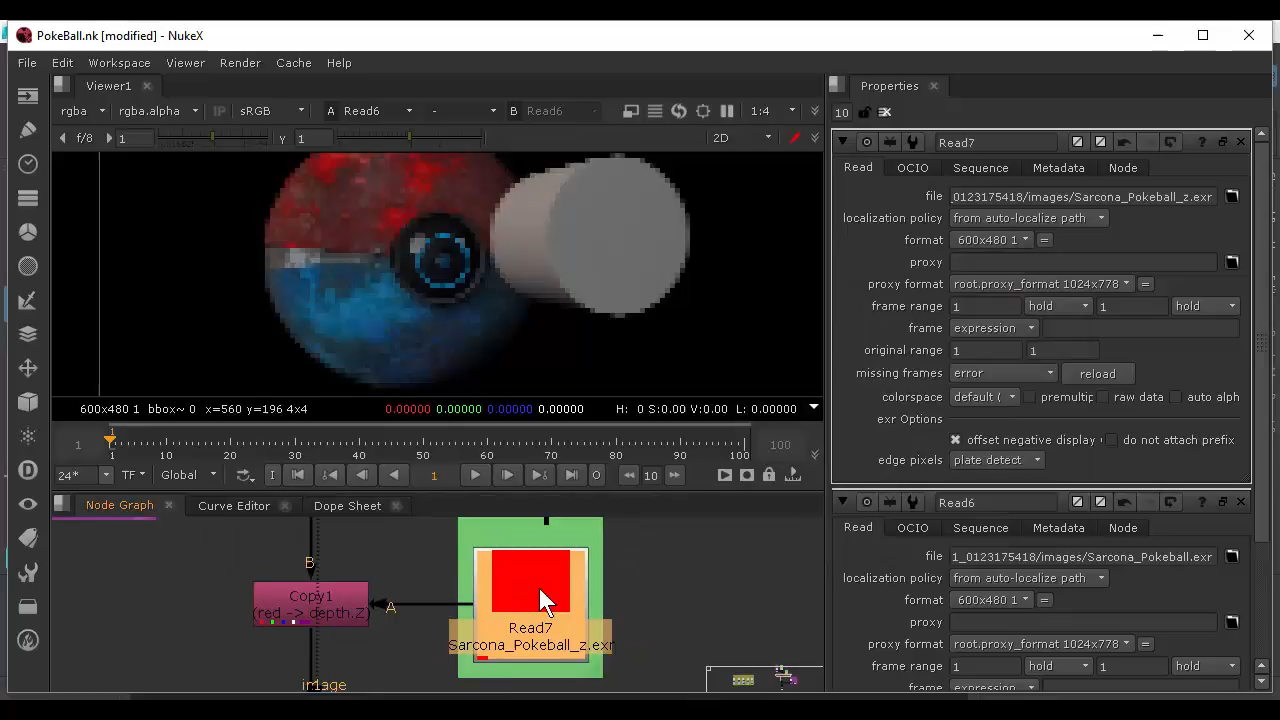 PokeBall.nk [modified] - NukeX
File Edit Workspace Viewer Render Cache Help
Viewer1
rgba rgba.alpha IP sRGB A Read6 - B Read6 1:4
f/8 1 Y 1 2D
600x480 1 bbox~ 0 x=560 y=196 4x4 0.00000 0.00000 0.00000 0.00000 H: 0 S:0.00 V:0.00 L: 0.00000
1
1 1 10 20 30 40 50 60 70 80 90 100 100
24* TF Global I 1 O 10
Node Graph Curve Editor Dope Sheet
B
Copy1
(red -> depth.Z)
A
Read7
Sarcona_Pokeball_z.exr
image
Properties
10
Read7
Read OCIO Sequence Metadata Node
file _0123175418/images/Sarcona_Pokeball_z.exr
localization policy from auto-localize path
format 600x480 1 =
proxy
proxy format root.proxy_format 1024x778 =
frame range 1 hold 1 hold
frame expression
original range 1 1
missing frames error reload
colorspace default ( premultip raw data auto alph
exr Options
offset negative display do not attach prefix
edge pixels plate detect
Read6
Read OCIO Sequence Metadata Node
file 1_0123175418/images/Sarcona_Pokeball.exr
localization policy from auto-localize path
format 600x480 1 =
proxy
proxy format root.proxy_format 1024x778 =
frame range 1 hold 1 hold
frame expression